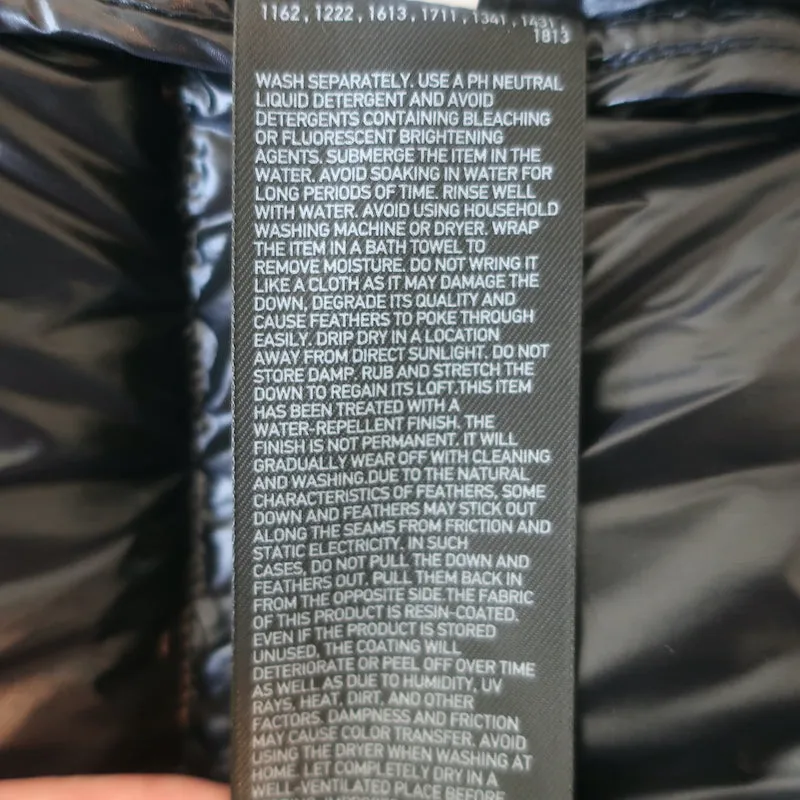 1162, 1222, 1613, 1711, 1341, 1431,
1813
WASH SEPARATELY. USE A PH NEUTRAL
LIQUID DETERGENT AND AVOID
DETERGENTS CONTAINING BLEACHING
OR FLUORESCENT BRIGHTENING
AGENTS. SUBMERGE THE ITEM IN THE
WATER. AVOID SOAKING IN WATER FOR
LONG PERIODS OF TIME. RINSE WELL
WITH WATER. AVOID USING HOUSEHOLD
WASHING MACHINE OR DRYER. WRAP
THE ITEM IN A BATH TOWEL TO
REMOVE MOISTURE. DO NOT WRING IT
LIKE A CLOTH AS IT MAY DAMAGE THE
DOWN, DEGRADE ITS QUALITY AND
CAUSE FEATHERS TO POKE THROUGH
EASILY. DRIP DRY IN A LOCATION
AWAY FROM DIRECT SUNLIGHT. DO NOT
STORE DAMP. RUB AND STRETCH THE
DOWN TO REGAIN ITS LOFT.THIS ITEM
HAS BEEN TREATED WITH A
WATER-REPELLENT FINISH. THE
FINISH IS NOT PERMANENT. IT WILL
GRADUALLY WEAR OFF WITH CLEANING
AND WASHING.DUE TO THE NATURAL
CHARACTERISTICS OF FEATHERS, SOME
DOWN AND FEATHERS MAY STICK OUT
ALONG THE SEAMS FROM FRICTION AND
STATIC ELECTRICITY. IN SUCH
CASES, DO NOT PULL THE DOWN AND
FEATHERS OUT. PULL THEM BACK IN
FROM THE OPPOSITE SIDE.THE FABRIC
OF THIS PRODUCT IS RESIN-COATED.
EVEN IF THE PRODUCT IS STORED
UNUSED, THE COATING WILL
DETERIORATE OR PEEL OFF OVER TIME
AS WELL AS DUE TO HUMIDITY, UV
RAYS, HEAT, DIRT, AND OTHER
FACTORS. DAMPNESS AND FRICTION
MAY CAUSE COLOR TRANSFER. AVOID
USING THE DRYER WHEN WASHING AT
HOME. LET COMPLETELY DRY IN A
WELL-VENTILATED PLACE BEFORE